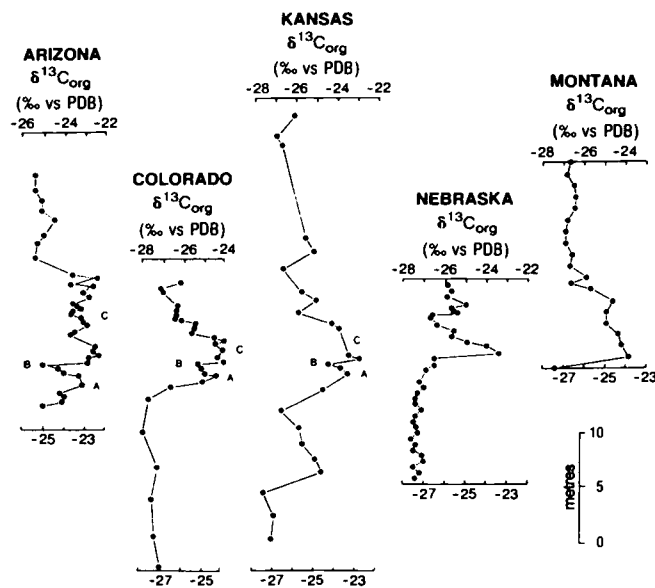 ARIZONA
δ13Corg
(‰ vs PDB)
-26 -24 -22
B
C
A
-25 -23
COLORADO
δ13Corg
(‰ vs PDB)
-28 -26 -24
C
B
A
-27 -25
KANSAS
δ13Corg
(‰ vs PDB)
-28 -26 -24 -22
C
B
A
-27 -25 -23
NEBRASKA
δ13Corg
(‰ vs PDB)
-28 -26 -24 -22
-27 -25 -23
MONTANA
δ13Corg
(‰ vs PDB)
-28 -26 -24
-27 -25 -23
10
5
0
metres